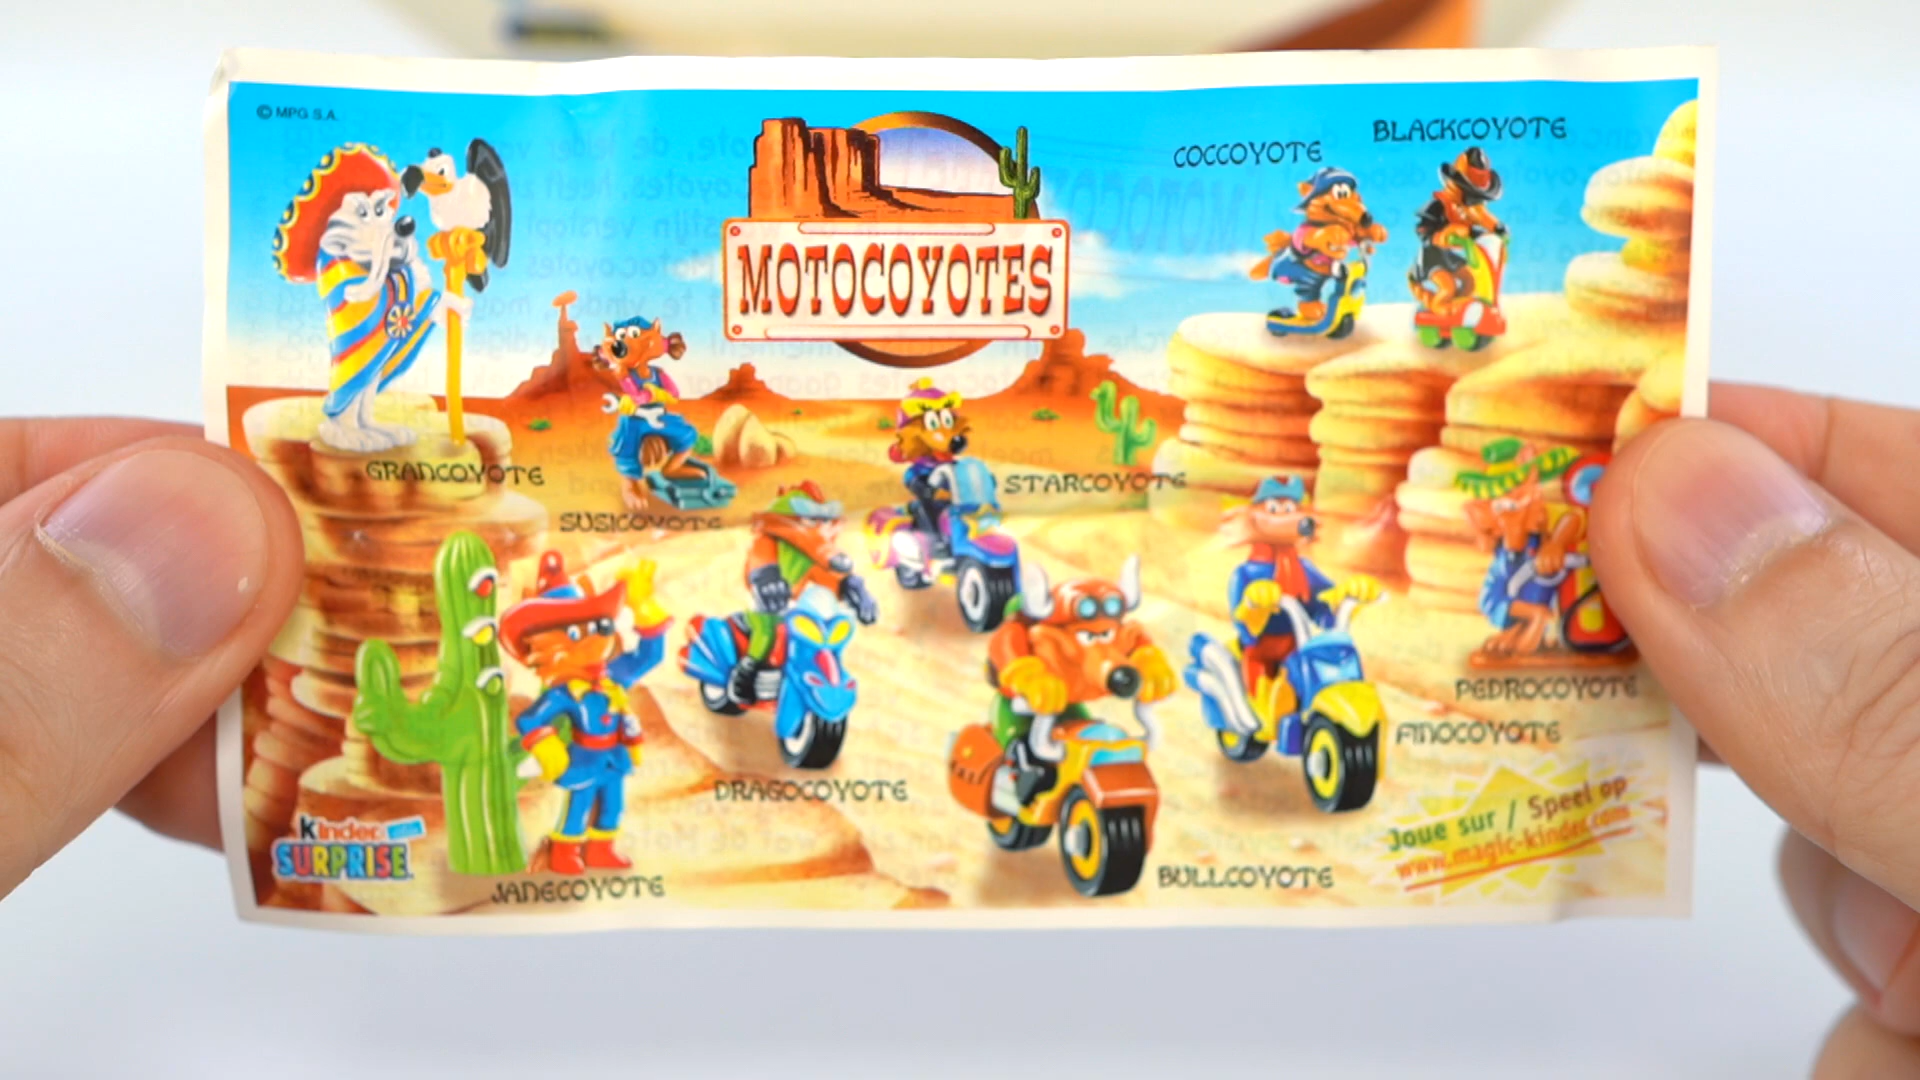 © MPG S.A.
MOTOCOYOTES
COCCOYOTE
BLACKCOYOTE
GRANCOYOTE
SUSICOYOTE
STARCOYOTE
PEDROCOYOTE
FINOCOYOTE
DRAGOCOYOTE
BULLCOYOTE
JANECOYOTE
Kinder
SURPRISE
Joue sur / Speel op
www.magic-kinder.com